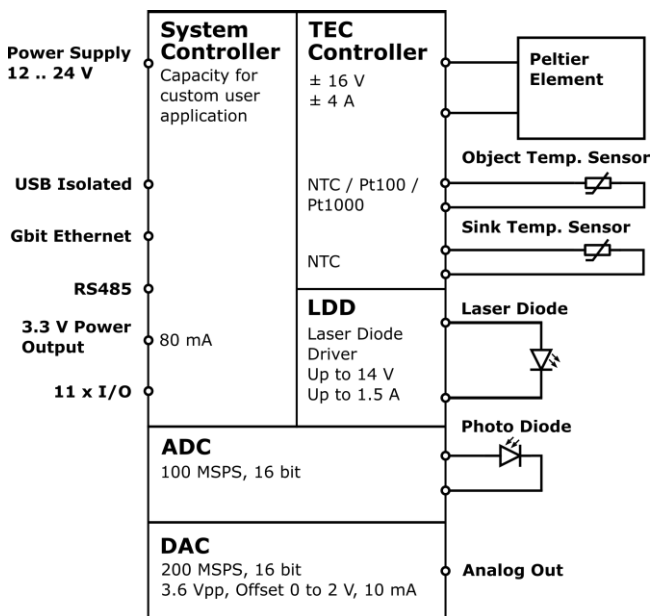 Power Supply
12 .. 24 V
USB Isolated
Gbit Ethernet
RS485
3.3 V Power
Output
11 x I/O
System
Controller
Capacity for
custom user
application
80 mA
TEC
Controller
± 16 V
± 4 A
NTC / Pt100 /
Pt1000
NTC
LDD
Laser Diode
Driver
Up to 14 V
Up to 1.5 A
ADC
100 MSPS, 16 bit
DAC
200 MSPS, 16 bit
3.6 Vpp, Offset 0 to 2 V, 10 mA
Peltier
Element
Object Temp. Sensor
Sink Temp. Sensor
Laser Diode
Photo Diode
Analog Out